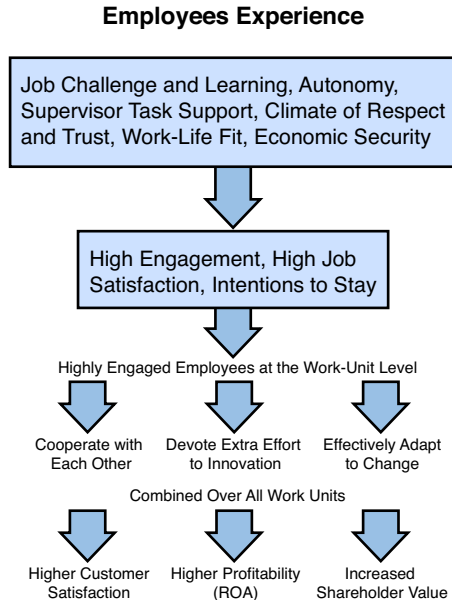 Employees Experience
Job Challenge and Learning, Autonomy,
Supervisor Task Support, Climate of Respect
and Trust, Work-Life Fit, Economic Security
High Engagement, High Job
Satisfaction, Intentions to Stay
Highly Engaged Employees at the Work-Unit Level
Cooperate with
Each Other
Devote Extra Effort
to Innovation
Effectively Adapt
to Change
Combined Over All Work Units
Higher Customer
Satisfaction
Higher Profitability
(ROA)
Increased
Shareholder Value